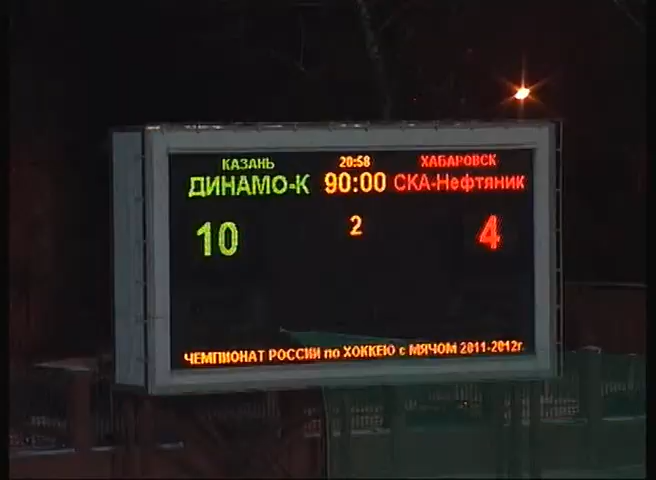 КАЗАНЬ 20:58 ХАБАРОВСК
ДИНАМО-К 90:00 СКА-Нефтяник
10 2 4
ЧЕМПИОНАТ РОССИИ по ХОККЕЮ с МЯЧОМ 2011-2012г.